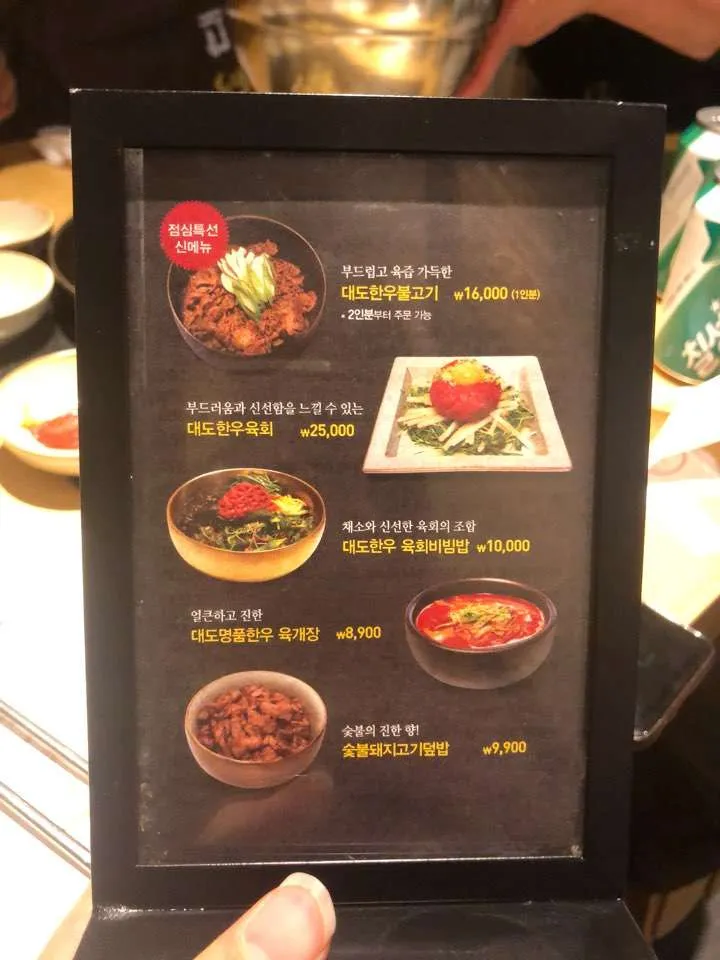 점심특선
신메뉴
부드럽고 육즙 가득한
대도한우불고기 ₩16,000 (1인분)
• 2인분부터 주문 가능
부드러움과 신선함을 느낄 수 있는
대도한우육회 ₩25,000
채소와 신선한 육회의 조합
대도한우 육회비빔밥 ₩10,000
얼큰하고 진한
대도명품한우 육개장 ₩8,900
숯불의 진한 향!
숯불돼지고기덮밥 ₩9,900
칠성